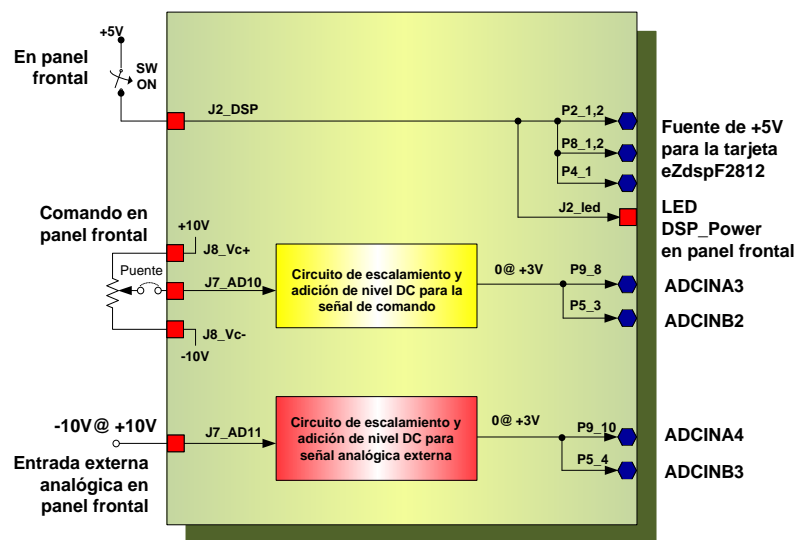 +5V
En panel
frontal
SW
ON
J2_DSP
P2_1,2
P8_1,2
P4_1
J2_led
Fuente de +5V
para la tarjeta
eZdspF2812
LED
DSP_Power
en panel frontal
Comando en
panel frontal
+10V
J8_Vc+
Puente
J7_AD10
J8_Vc-
-10V
Circuito de escalamiento y
adición de nivel DC para la
señal de comando
0@ +3V
P9_8
P5_3
ADCINA3
ADCINB2
-10V@ +10V
J7_AD11
Entrada externa
analógica en
panel frontal
Circuito de escalamiento y
adición de nivel DC para
señal analógica externa
0@ +3V
P9_10
P5_4
ADCINA4
ADCINB3